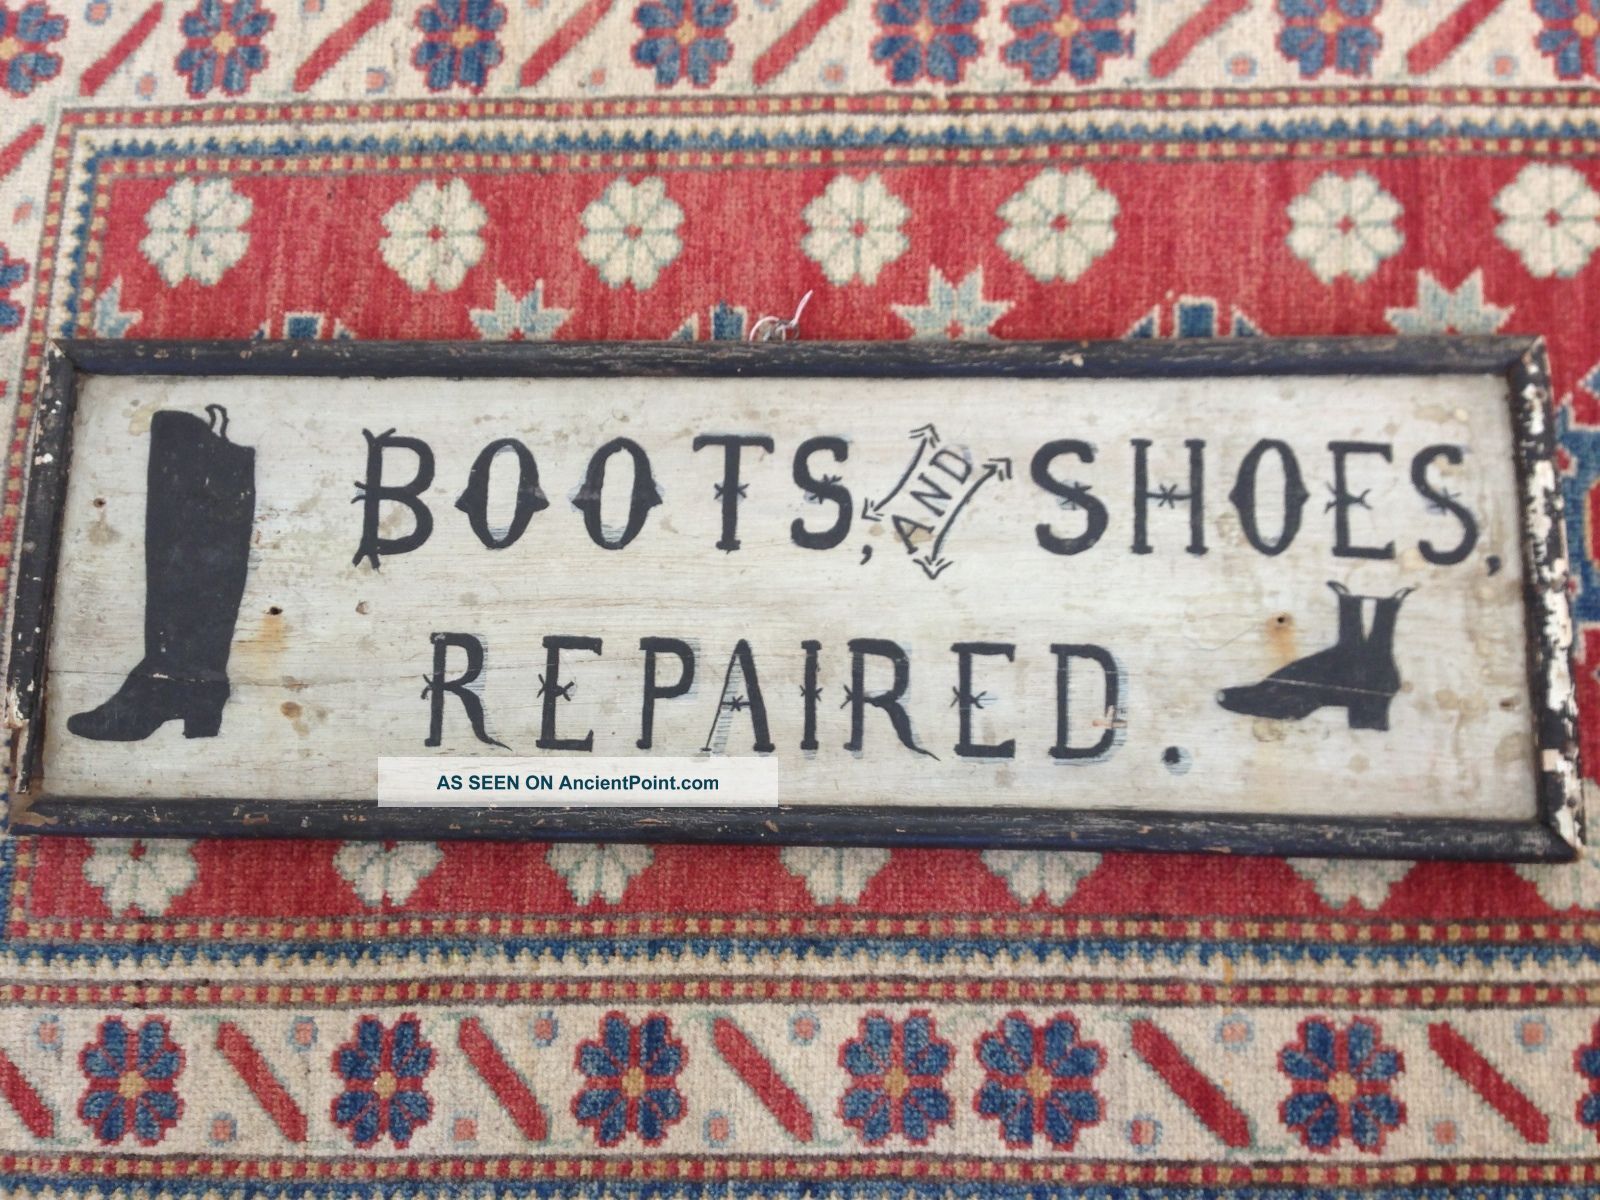 BOOTS, AND SHOES,
REPAIRED.
AS SEEN ON AncientPoint.com